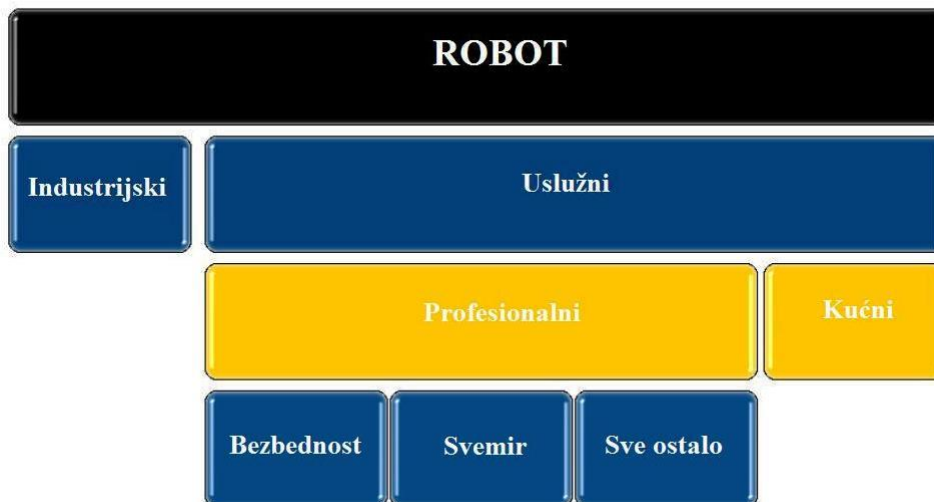 ROBOT
Industrijski
Uslužni
Profesionalni
Kućni
Bezbednost
Svemir
Sve ostalo